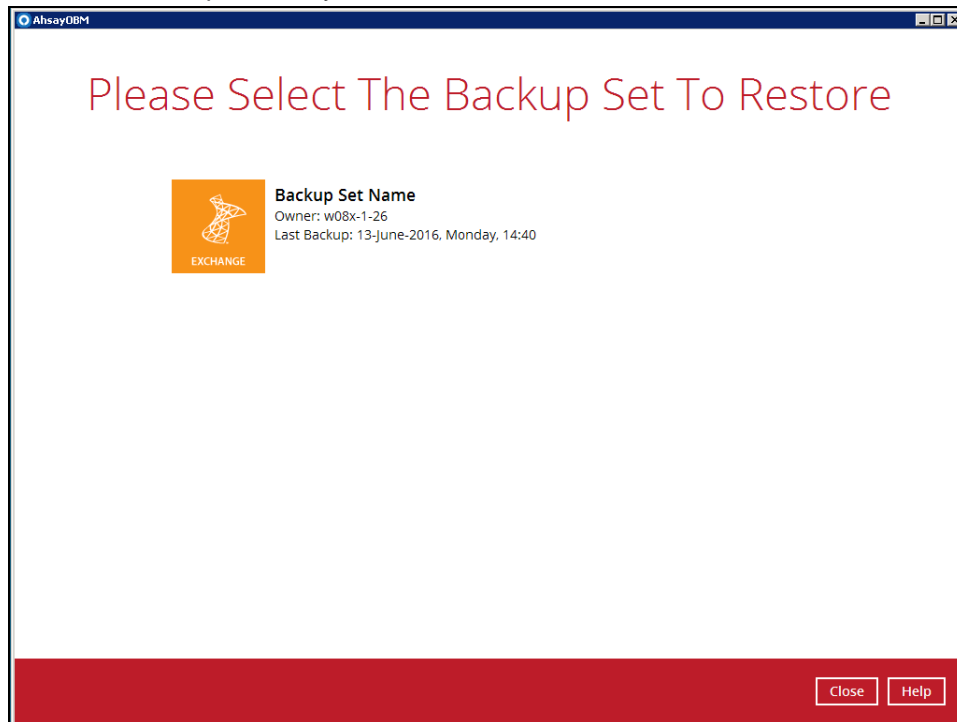 AhsayOBM
Please Select The Backup Set To Restore
Backup Set Name
Owner: w08x-1-26
Last Backup: 13-June-2016, Monday, 14:40
EXCHANGE
Close Help